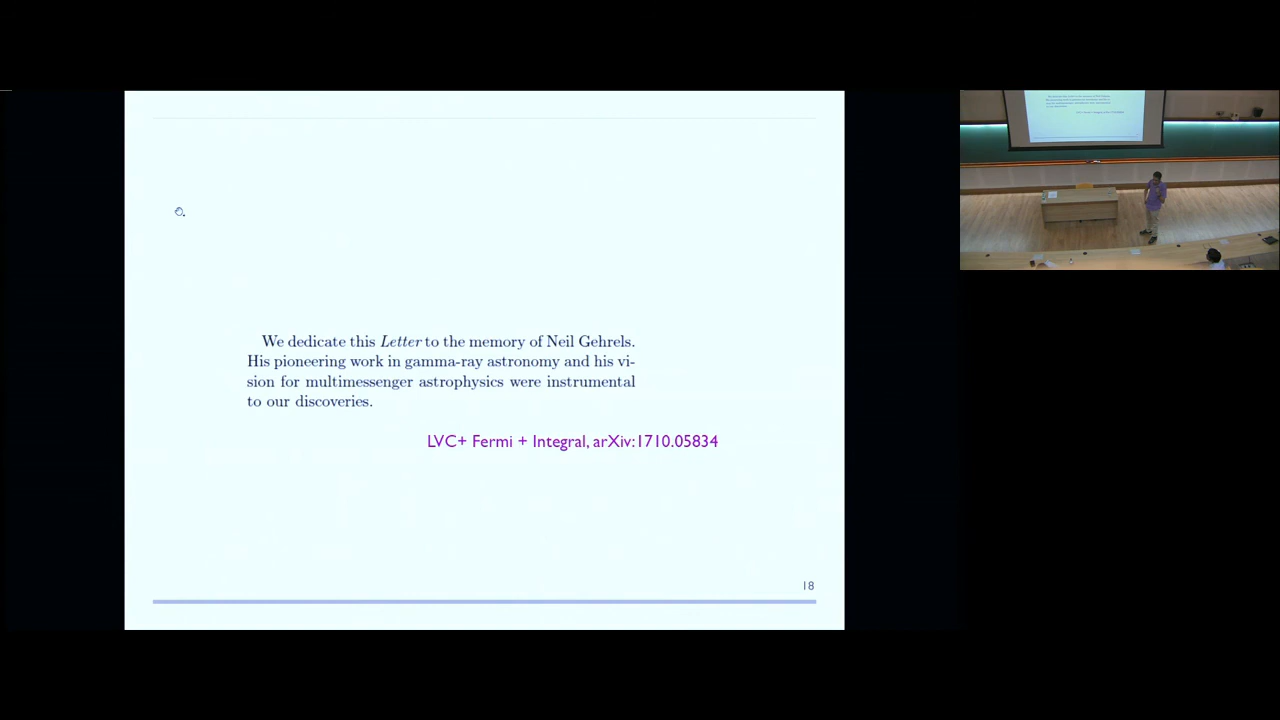 We dedicate this Letter to the memory of Neil Gehrels.
His pioneering work in gamma-ray astronomy and his vi-
sion for multimessenger astrophysics were instrumental
to our discoveries.
LVC+ Fermi + Integral, arXiv:1710.05834
18